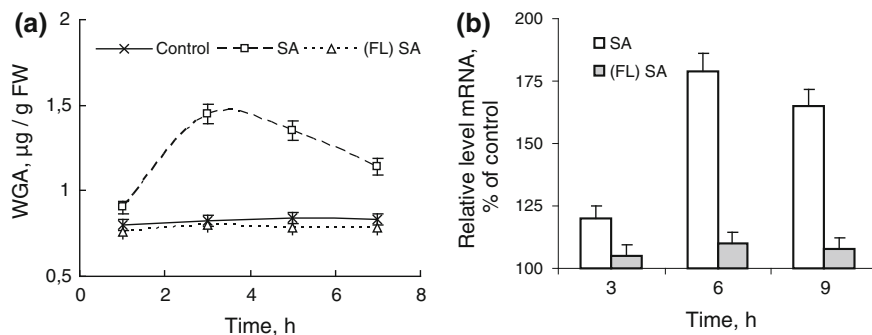 (a)
WGA, µg / g FW
2
1,5
1
0,5
Control SA (FL) SA
0 2 4 6 8
Time, h
(b)
Relative level mRNA,
% of control
200
175
150
125
100
SA
(FL) SA
3 6 9
Time, h